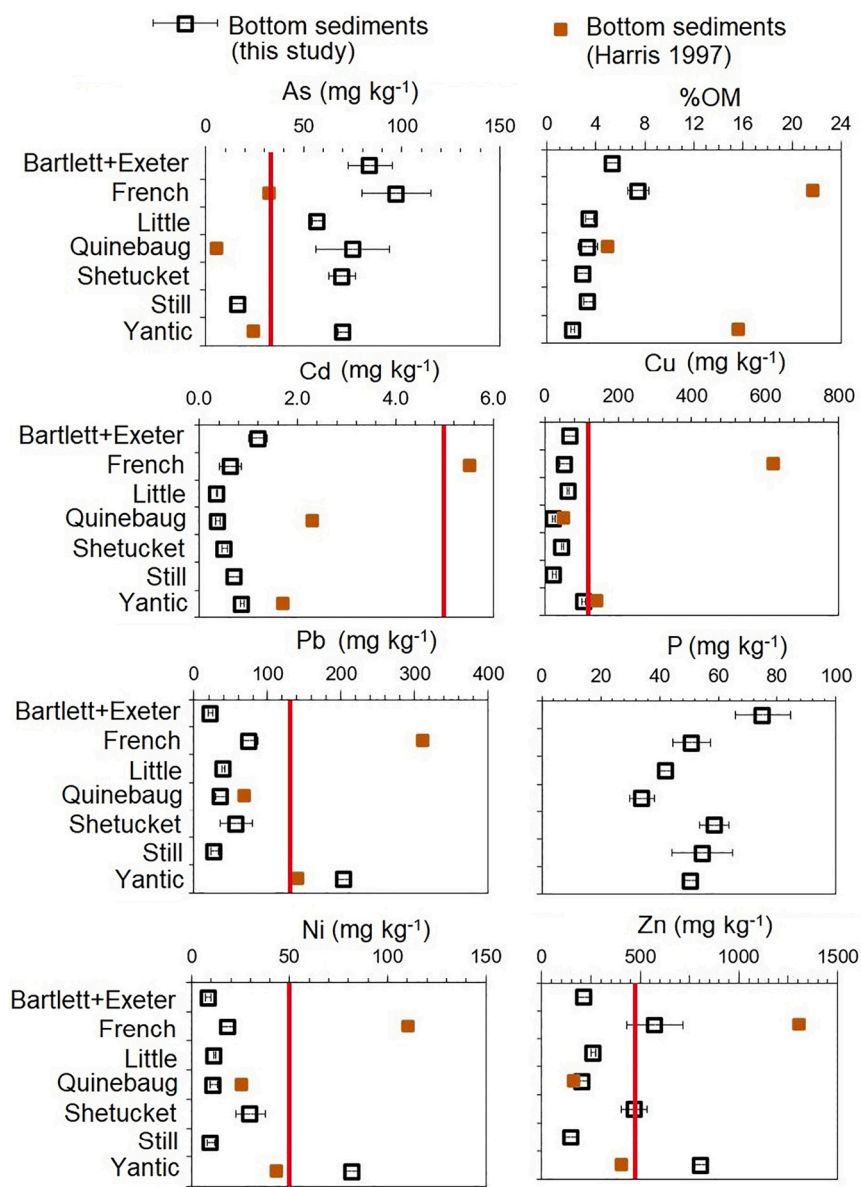 Bottom sediments
(this study)
Bottom sediments
(Harris 1997)
As (mg kg-1)
0 50 100 150
%OM
0 4 8 12 16 20 24
Bartlett+Exeter
French
Little
Quinebaug
Shetucket
Still
Yantic
Cd (mg kg-1)
0.0 2.0 4.0 6.0
Cu (mg kg-1)
0 200 400 600 800
Bartlett+Exeter
French
Little
Quinebaug
Shetucket
Still
Yantic
Pb (mg kg-1)
0 100 200 300 400
P (mg kg-1)
0 20 40 60 80 100
Bartlett+Exeter
French
Little
Quinebaug
Shetucket
Still
Yantic
Ni (mg kg-1)
0 50 100 150
Zn (mg kg-1)
0 5000 1000 1500
Bartlett+Exeter
French
Little
Quinebaug
Shetucket
Still
Yantic